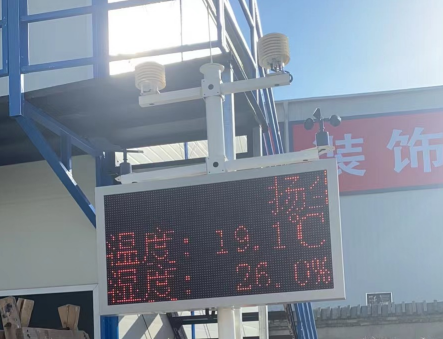 扬
温度: 19.1℃
湿度: 26.0%
装饰